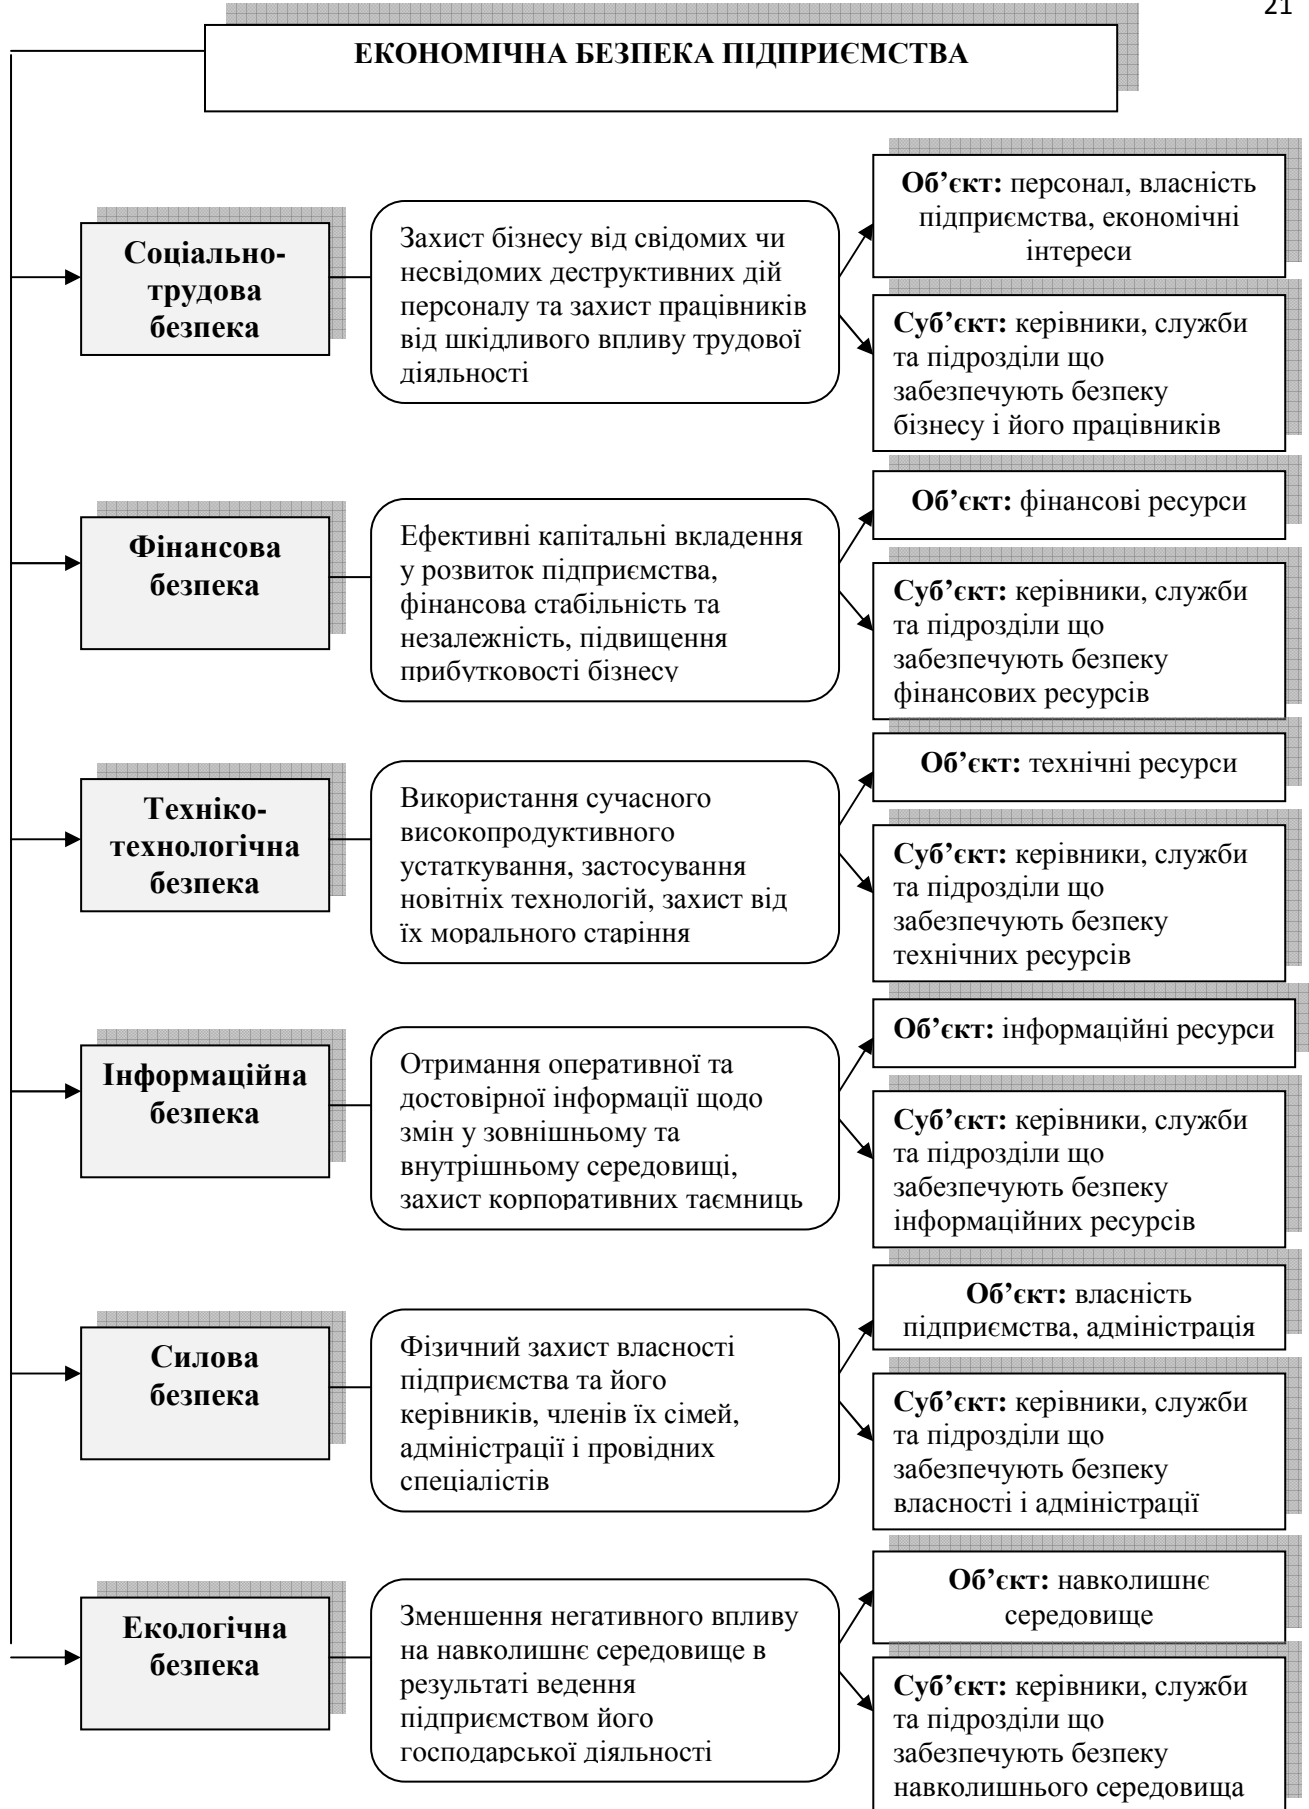 21
ЕКОНОМІЧНА БЕЗПЕКА ПІДПРИЄМСТВА
Соціально-
трудова
безпека
Захист бізнесу від свідомих чи
несвідомих деструктивних дій
персоналу та захист працівників
від шкідливого впливу трудової
діяльності
Об’єкт: персонал, власність
підприємства, економічні
інтереси
Суб’єкт: керівники, служби
та підрозділи що
забезпечують безпеку
бізнесу і його працівників
Фінансова
безпека
Ефективні капітальні вкладення
у розвиток підприємства,
фінансова стабільність та
незалежність, підвищення
прибутковості бізнесу
Об’єкт: фінансові ресурси
Суб’єкт: керівники, служби
та підрозділи що
забезпечують безпеку
фінансових ресурсів
Техніко-
технологічна
безпека
Використання сучасного
високопродуктивного
устаткування, застосування
новітніх технологій, захист від
їх морального старіння
Об’єкт: технічні ресурси
Суб’єкт: керівники, служби
та підрозділи що
забезпечують безпеку
технічних ресурсів
Інформаційна
безпека
Отримання оперативної та
достовірної інформації щодо
змін у зовнішньому та
внутрішньому середовищі,
захист корпоративних таємниць
Об’єкт: інформаційні ресурси
Суб’єкт: керівники, служби
та підрозділи що
забезпечують безпеку
інформаційних ресурсів
Силова
безпека
Фізичний захист власності
підприємства та його
керівників, членів їх сімей,
адміністрації і провідних
спеціалістів
Об’єкт: власність
підприємства, адміністрація
Суб’єкт: керівники, служби
та підрозділи що
забезпечують безпеку
власності і адміністрації
Екологічна
безпека
Зменшення негативного впливу
на навколишнє середовище в
результаті ведення
підприємством його
господарської діяльності
Об’єкт: навколишнє
середовище
Суб’єкт: керівники, служби
та підрозділи що
забезпечують безпеку
навколишнього середовища